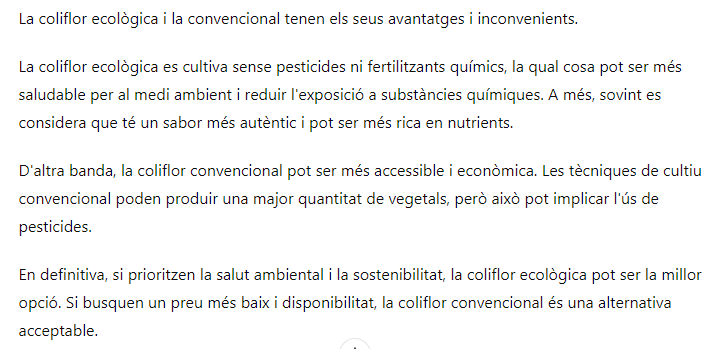 La coliflor ecològica i la convencional tenen els seus avantatges i inconvenients.
La coliflor ecològica es cultiva sense pesticides ni fertilitzants químics, la qual cosa pot ser més
saludable per al medi ambient i reduir l'exposició a substàncies químiques. A més, sovint es
considera que té un sabor més autèntic i pot ser més rica en nutrients.
D'altra banda, la coliflor convencional pot ser més accessible i econòmica. Les tècniques de cultiu
convencional poden produir una major quantitat de vegetals, però això pot implicar l'ús de
pesticides.
En definitiva, si prioritzen la salut ambiental i la sostenibilitat, la coliflor ecològica pot ser la millor
opció. Si busquen un preu més baix i disponibilitat, la coliflor convencional és una alternativa
acceptable.